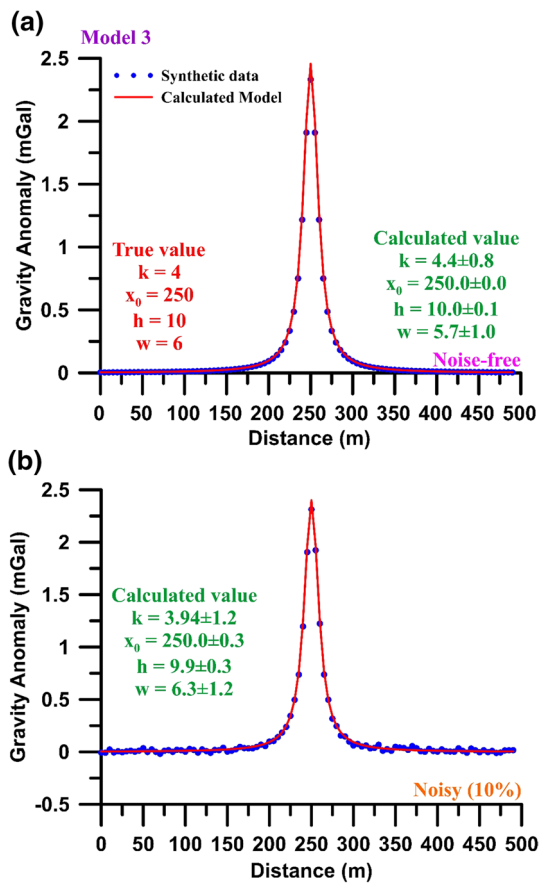 (a)
Model 3
2.5
2
1.5
1
0.5
0
Gravity Anomaly (mGal)
Synthetic data
Calculated Model
True value
k = 4
x₀ = 250
h = 10
w = 6
Calculated value
k = 4.4±0.8
x₀ = 250.0±0.0
h = 10.0±0.1
w = 5.7±1.0
Noise-free
0 50 100 150 200 250 300 350 400 450 500
Distance (m)
(b)
2.5
2
1.5
1
0.5
0
-0.5
Gravity Anomaly (mGal)
Calculated value
k = 3.94±1.2
x₀ = 250.0±0.3
h = 9.9±0.3
w = 6.3±1.2
Noisy (10%)
0 50 100 150 200 250 300 350 400 450 500
Distance (m)